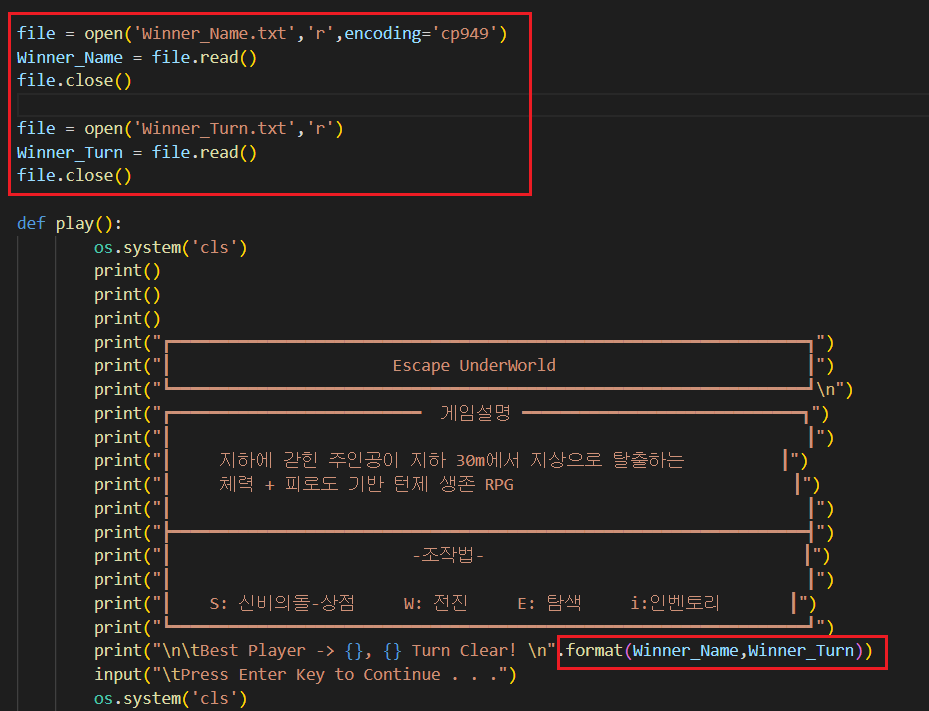 file = open('Winner_Name.txt','r',encoding='cp949')
Winner_Name = file.read()
file.close()
file = open('Winner_Turn.txt','r')
Winner_Turn = file.read()
file.close()
def play():
os.system('cls')
print()
print()
print()
print("┏━━━━━━━━━━━━━━━━━━━━━━━━━━━━━━━━━━━━━━━━━━━━━━━━━━━━━━┓")
print("┃                   Escape UnderWorld                     ┃")
print("┗━━━━━━━━━━━━━━━━━━━━━━━━━━━━━━━━━━━━━━━━━━━━━━━━━━━━━━┛\n")
print("┏━━━━━━━━━━━━━━━━━━━━━ 게임설명 ━━━━━━━━━━━━━━━━━━━━━━━━┓")
print("┃                                                      ┃")
print("┃    지하에 갇힌 주인공이 지하 30m에서 지상으로 탈출하는        ┃")
print("┃    체력 + 피로도 기반 턴제 생존 RPG                        ┃")
print("┃                                                      ┃")
print("┣━━━━━━━━━━━━━━━━━━━━━━━━━━━━━━━━━━━━━━━━━━━━━━━━━━━━━━┫")
print("┃                    -조작법-                           ┃")
print("┃                                                      ┃")
print("┃   S: 신비의돌-상점    W: 전진    E: 탐색    i:인벤토리      ┃")
print("┗━━━━━━━━━━━━━━━━━━━━━━━━━━━━━━━━━━━━━━━━━━━━━━━━━━━━━━┛")
print("\n\tBest Player -> {}, {} Turn Clear! \n".format(Winner_Name,Winner_Turn))
input("\tPress Enter Key to Continue . . .")
os.system('cls')